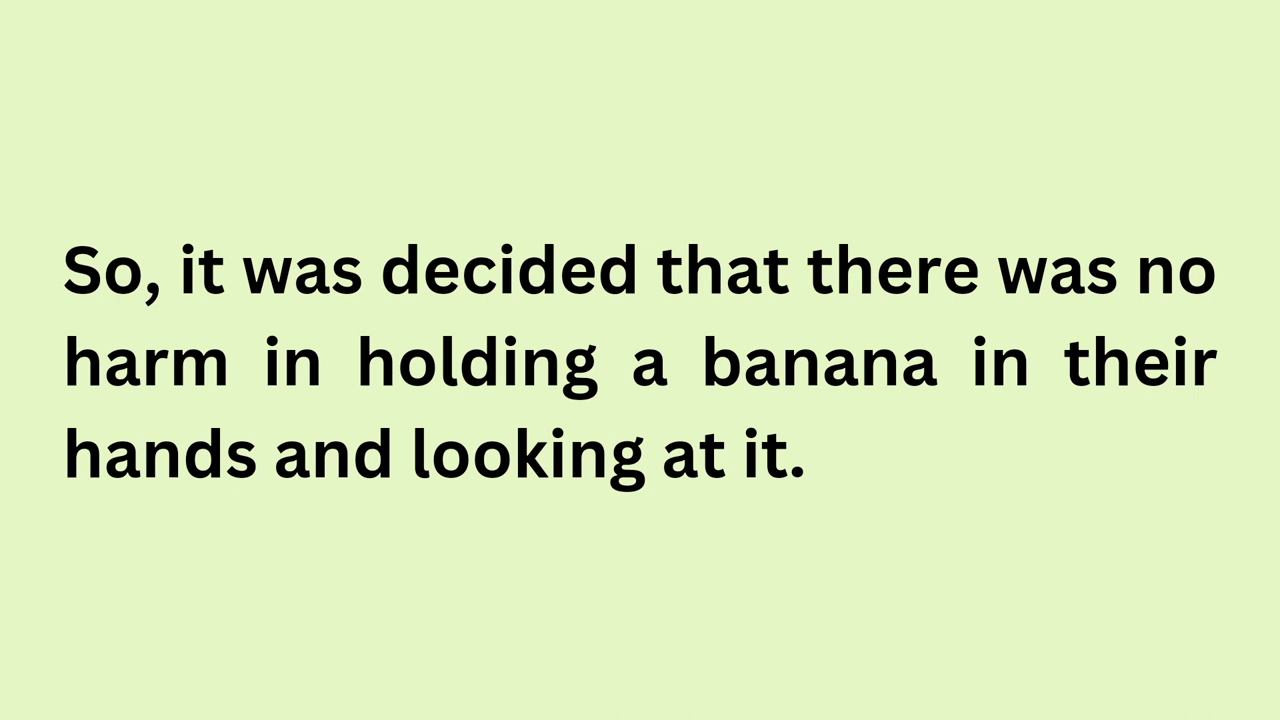 So, it was decided that there was no
harm in holding a banana in their
hands and looking at it.